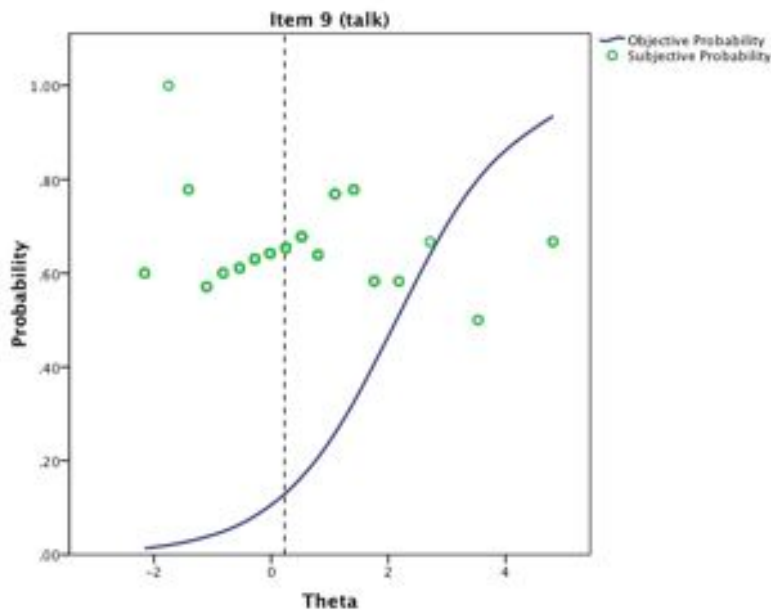 Item 9 (talk)
Objective Probability
Subjective Probability
1.00
.80
.60
.40
.20
.00
Probability
-2
0
2
4
Theta